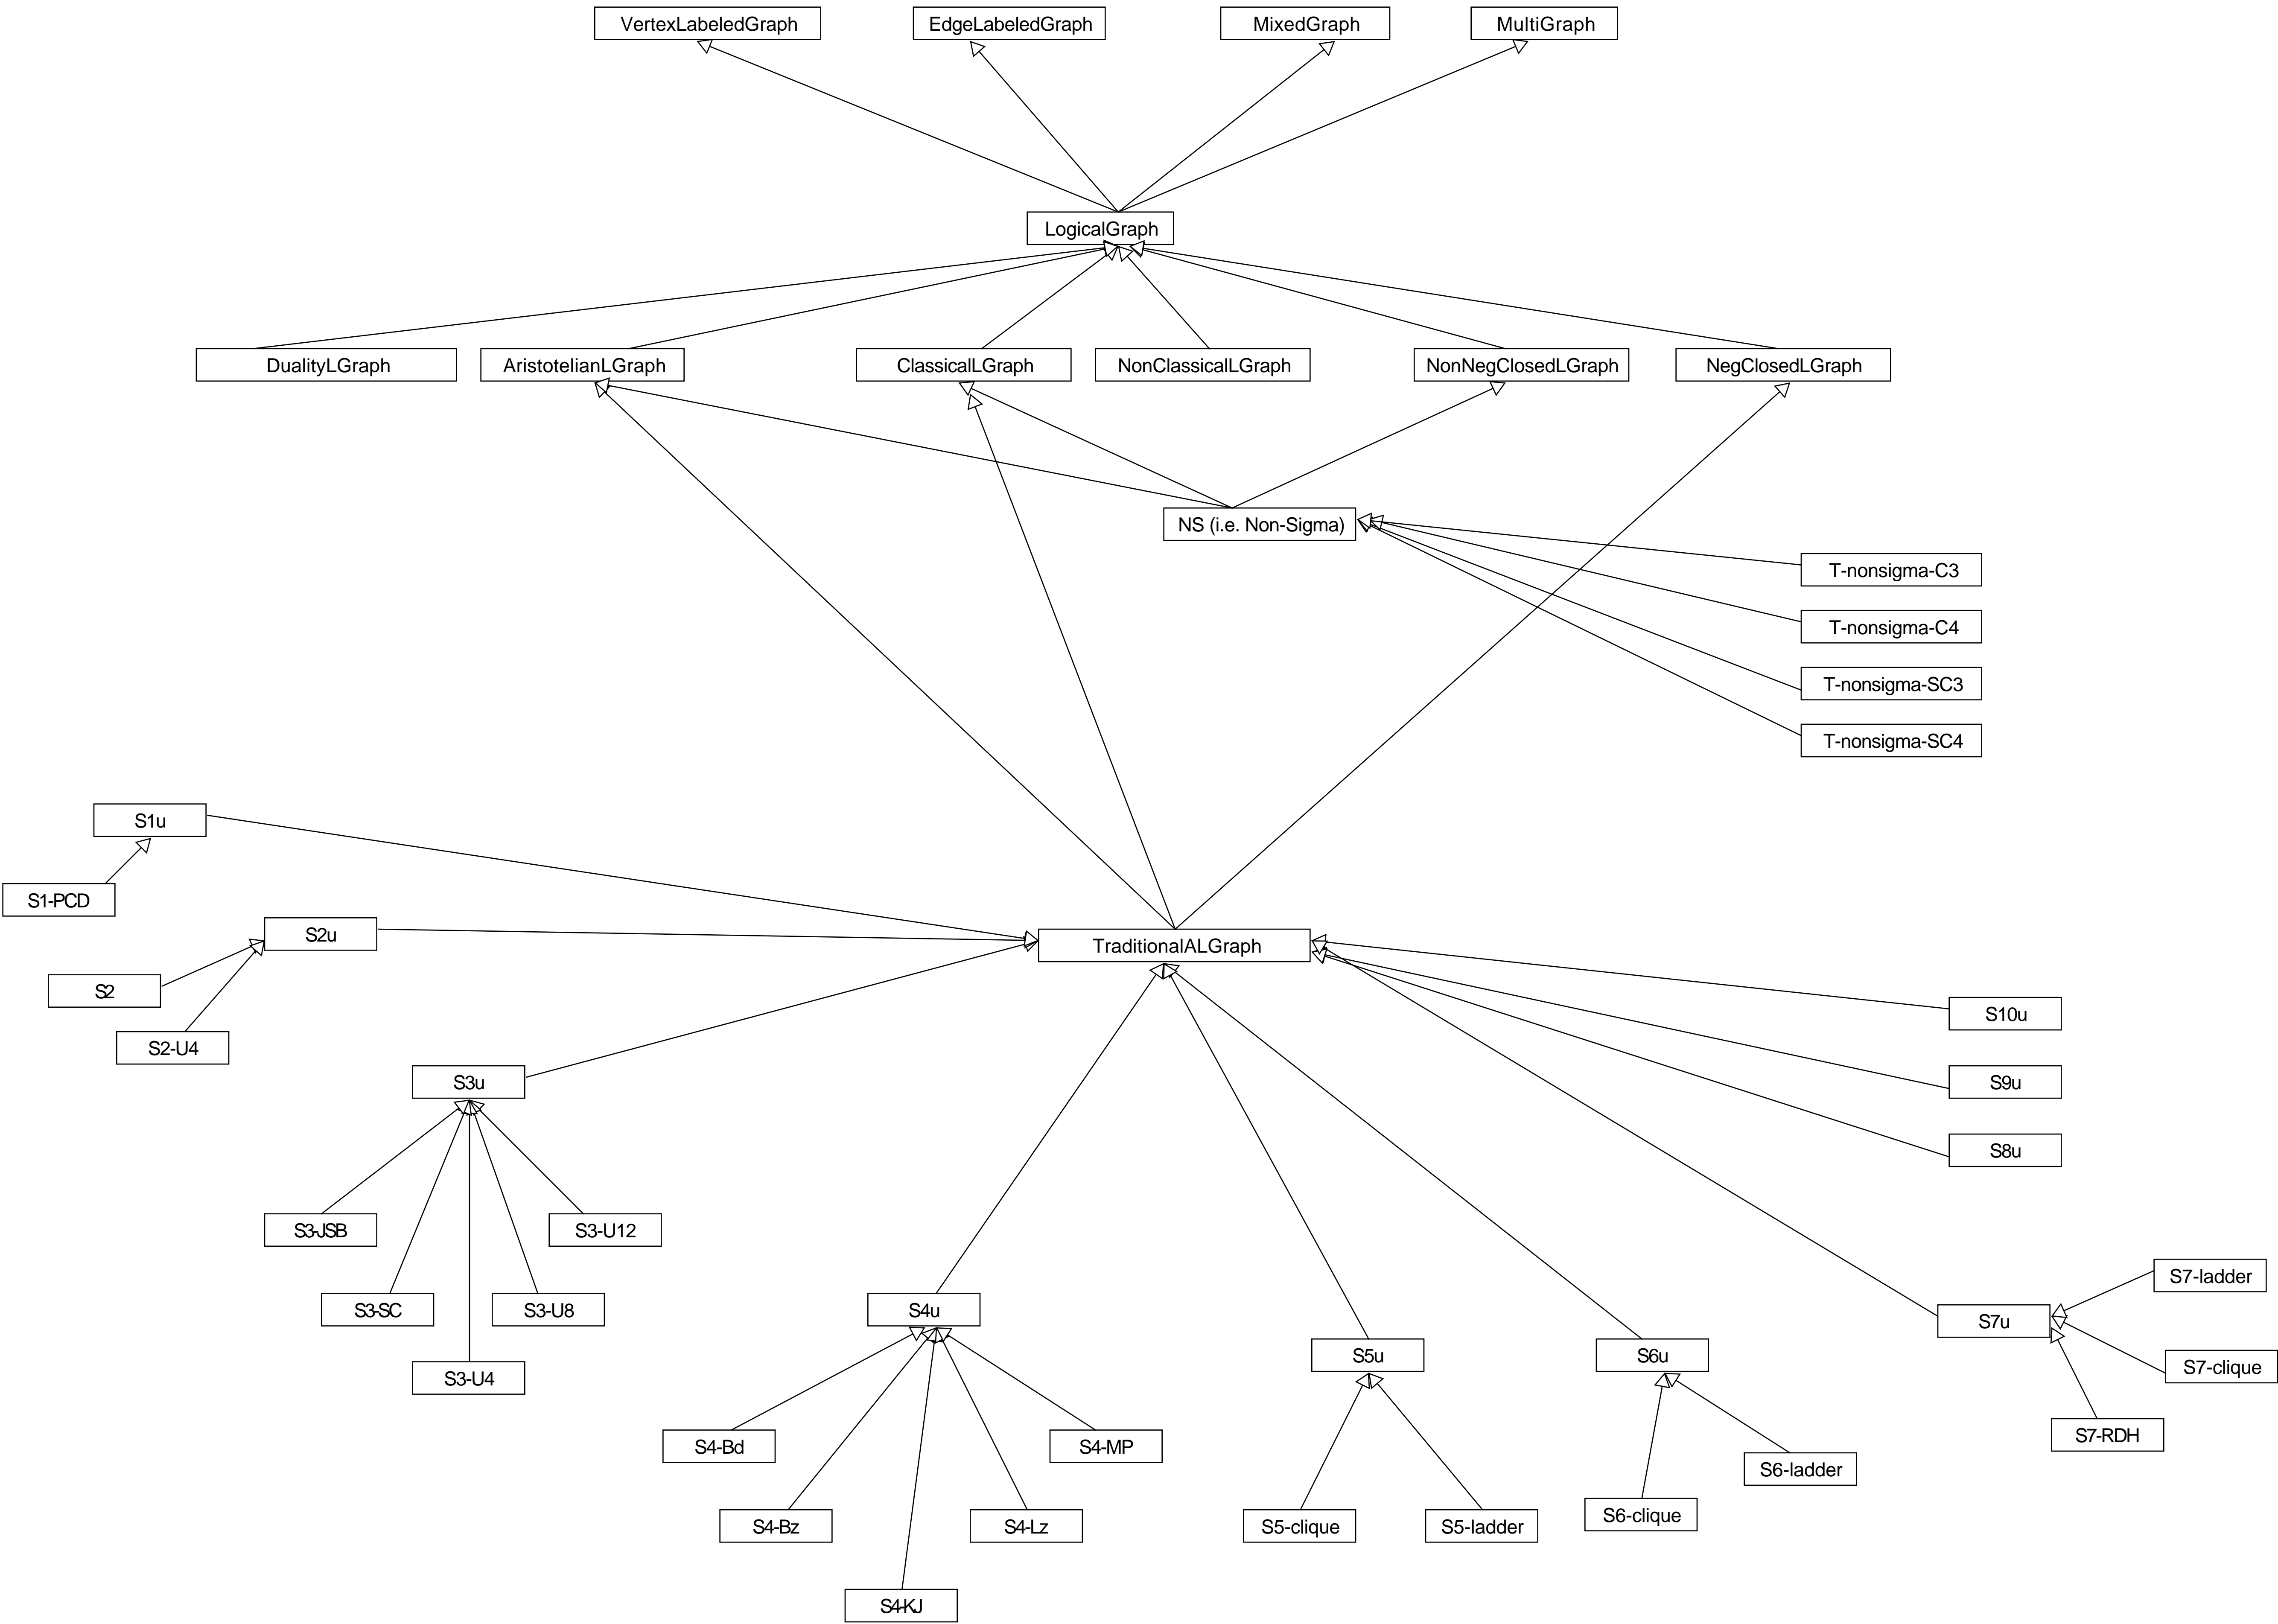 VertexLabeledGraph
EdgeLabeledGraph
MixedGraph
MultiGraph
LogicalGraph
DualityLGraph
AristotelianLGraph
ClassicalLGraph
NonClassicalLGraph
NonNegClosedLGraph
NegClosedLGraph
NS (i.e. Non-Sigma)
T-nonsigma-C3
T-nonsigma-C4
T-nonsigma-SC3
T-nonsigma-SC4
S1u
S1-PCD
S2u
TraditionalALGraph
S2
S10u
S2-U4
S3u
S9u
S8u
S3-JSB
S3-U12
S7-ladder
S3-SC
S3-U8
S4u
S7u
S5u
S6u
S7-clique
S3-U4
S7-RDH
S4-Bd
S4-MP
S6-ladder
S6-clique
S4-Bz
S4-Lz
S5-clique
S5-ladder
S4-KJ